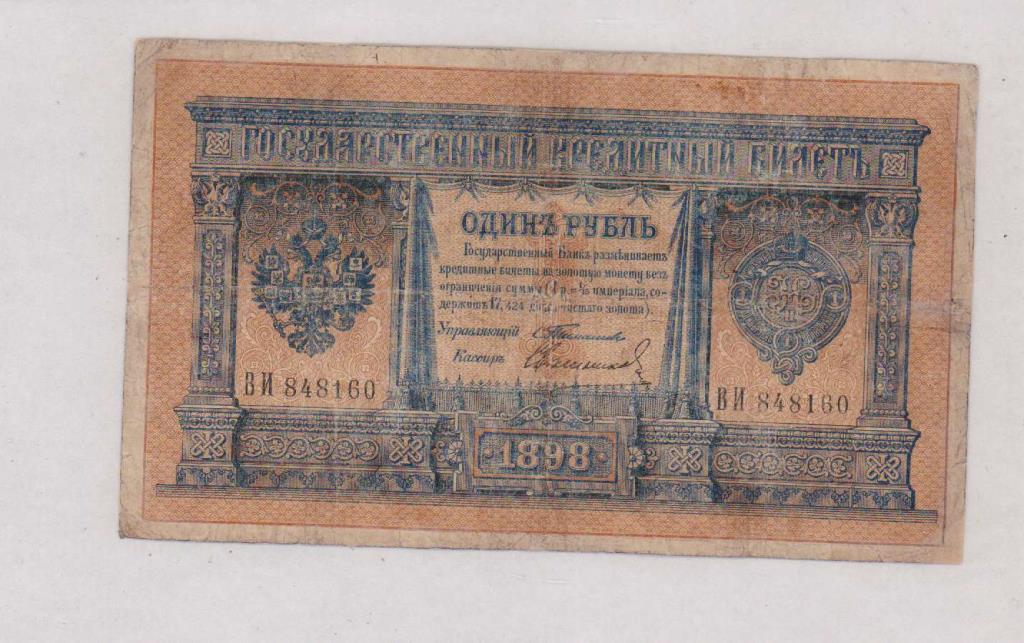 ГОСУДАРСТВЕННЫЙ КРЕДИТНЫЙ БИЛЕТЪ
ОДИНЪ РУБЛЬ
Государственный Банкъ размѣниваетъ
кредитные билеты на золотую монету безъ
ограниченія суммы (1 р. = 1/15 имперіала, со-
держитъ 17,424 долей чистаго золота).
Управляющій
Кассиръ
ВИ 848160
ВИ 848160
1898